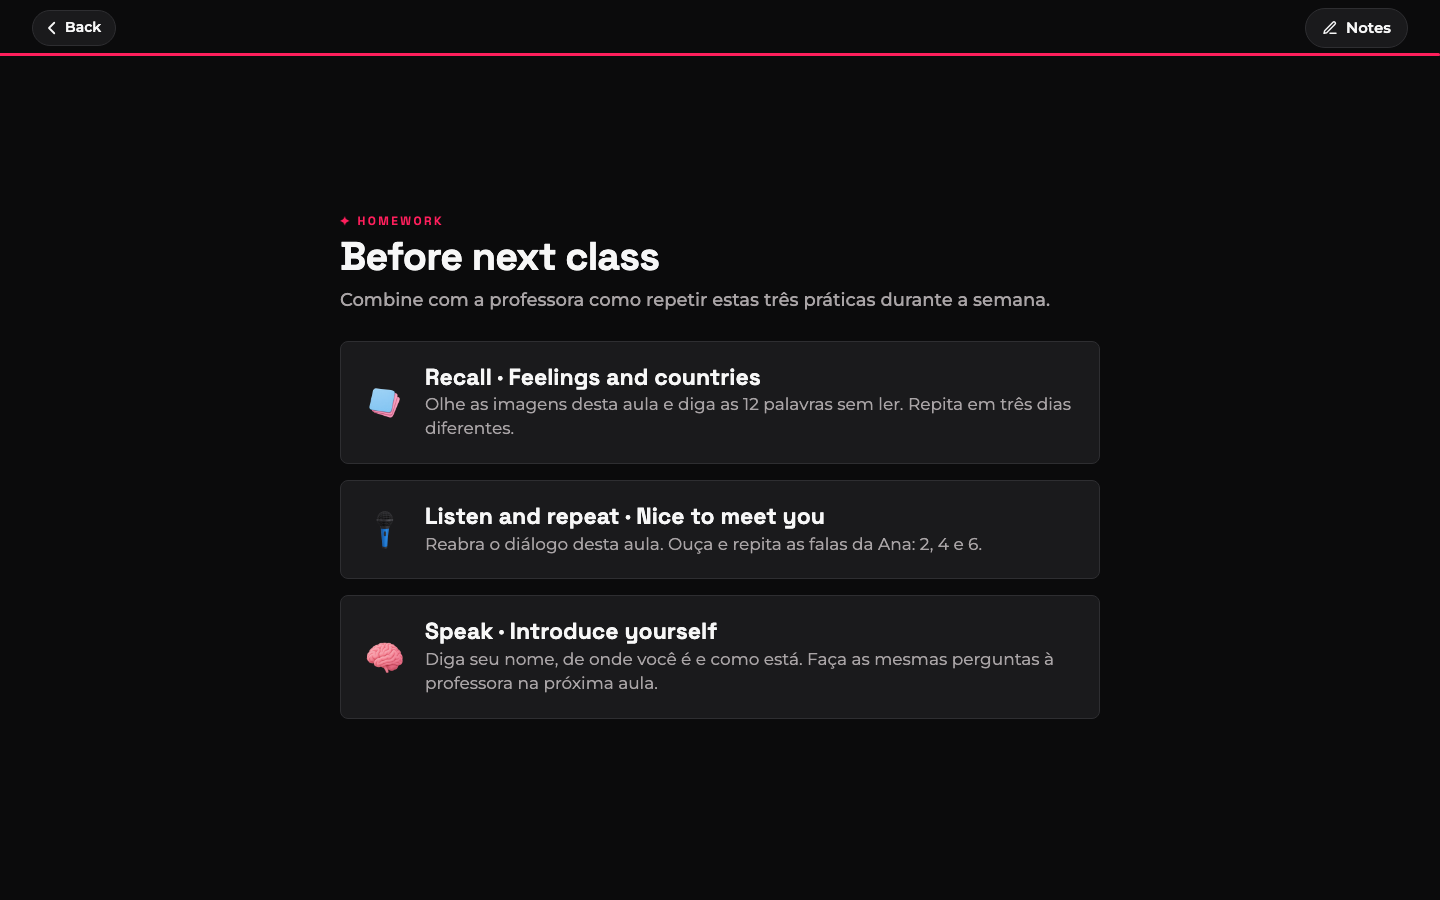 Back
Notes
✦ HOMEWORK
Before next class
Combine com a professora como repetir estas três práticas durante a semana.
Recall · Feelings and countries
Olhe as imagens desta aula e diga as 12 palavras sem ler. Repita em três dias
diferentes.
Listen and repeat · Nice to meet you
Reabra o diálogo desta aula. Ouça e repita as falas da Ana: 2, 4 e 6.
Speak · Introduce yourself
Diga seu nome, de onde você é e como está. Faça as mesmas perguntas à
professora na próxima aula.